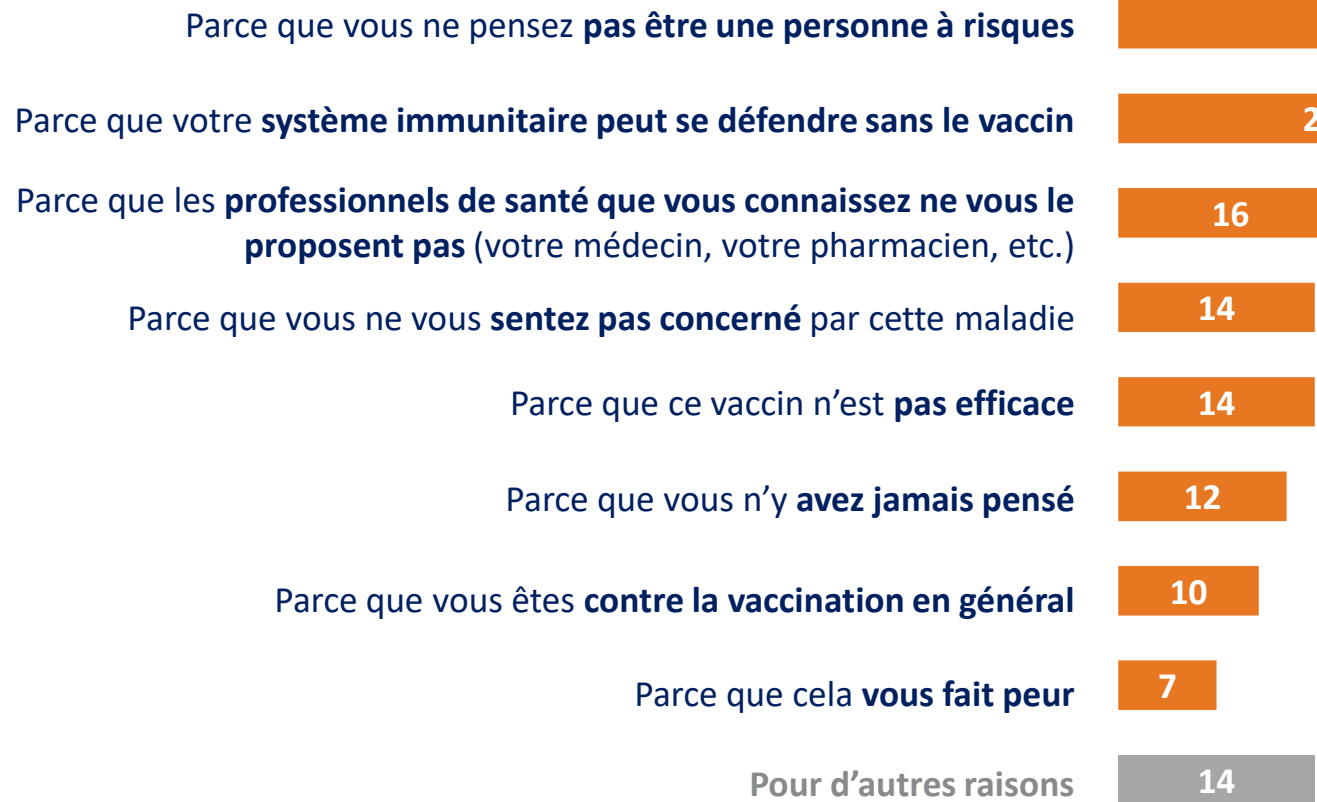 Parce que vous ne pensez pas être une personne à risques
Parce que votre système immunitaire peut se défendre sans le vaccin
Parce que les professionnels de santé que vous connaissez ne vous le
proposent pas (votre médecin, votre pharmacien, etc.)
16
Parce que vous ne vous sentez pas concerné par cette maladie
14
Parce que ce vaccin n’est pas efficace
14
Parce que vous n’y avez jamais pensé
12
Parce que vous êtes contre la vaccination en général
10
Parce que cela vous fait peur
7
Pour d’autres raisons
14